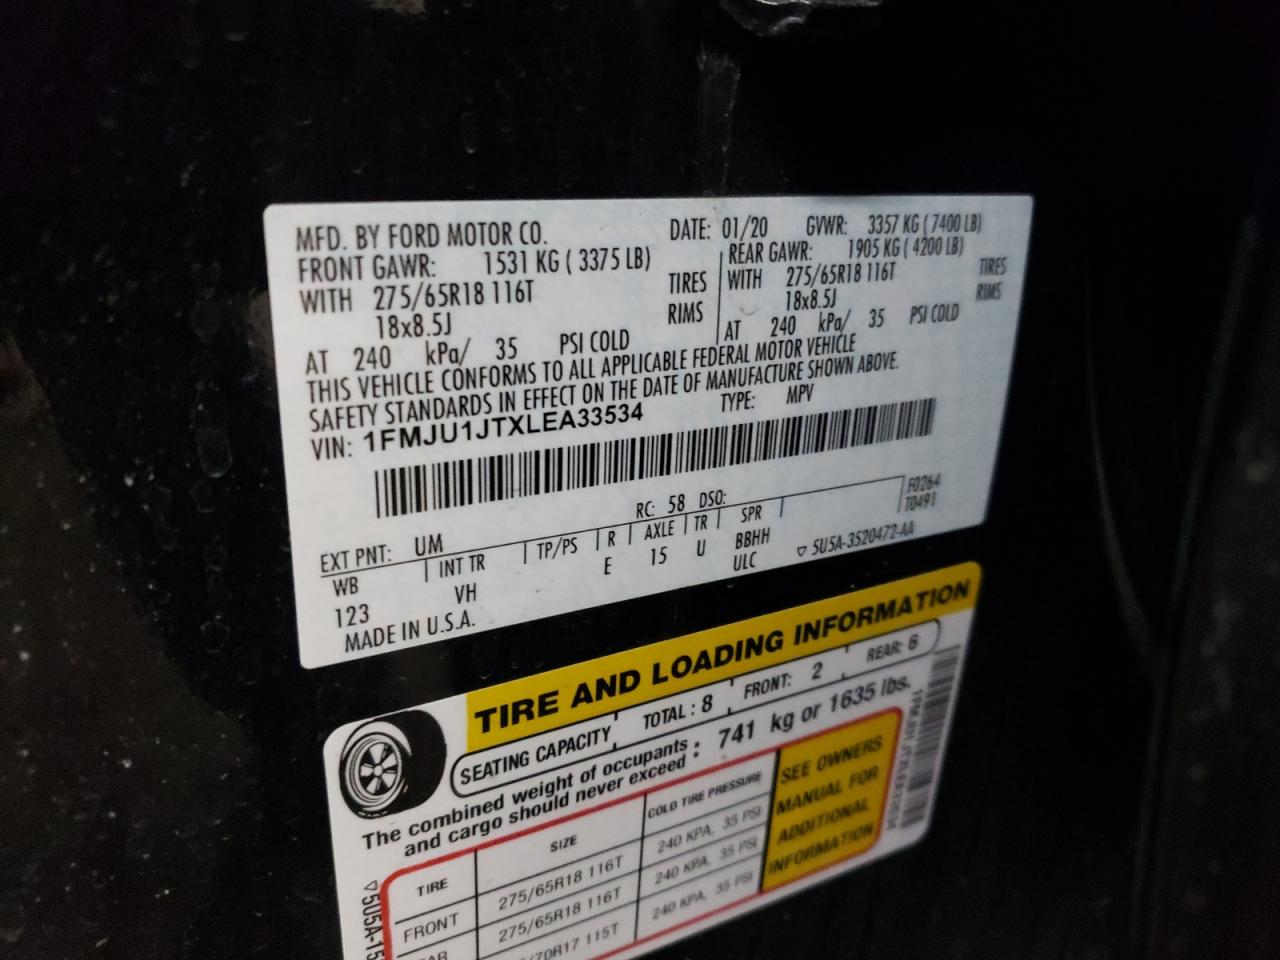 MFD. BY FORD MOTOR CO.
DATE: 01/20 GVWR: 3357 KG ( 7400 LB)
FRONT GAWR: 1531 KG ( 3375 LB)
WITH 275/65R18 116T TIRES
18x8.5J RIMS
AT 240 kPa/ 35 PSI COLD
REAR GAWR: 1905 KG ( 4200 LB)
WITH 275/65R18 116T TIRES
18x8.5J RIMS
AT 240 kPa/ 35 PSI COLD
THIS VEHICLE CONFORMS TO ALL APPLICABLE FEDERAL MOTOR VEHICLE
SAFETY STANDARDS IN EFFECT ON THE DATE OF MANUFACTURE SHOWN ABOVE.
VIN: 1FMJU1JTXLEA33534 TYPE: MPV
F0264
T0491
EXT PNT: UM RC: 58 DSO:
WB INT TR TP/PS R AXLE TR SPR
123 VH E 15 U BBHH
ULC
▽ 5U5A-3520472-AA
MADE IN U.S.A.
TIRE AND LOADING INFORMATION
SEATING CAPACITY TOTAL : 8 FRONT: 2 REAR: 6
The combined weight of occupants
and cargo should never exceed : 741 kg or 1635 lbs.
TIRE SIZE COLD TIRE PRESSURE
FRONT 275/65R18 116T 240 KPA, 35 PSI
275/65R18 116T 240 KPA, 35 PSI
/70R17 115T 240 KPA, 35 PSI
SEE OWNERS
MANUAL FOR
ADDITIONAL
INFORMATION
1FMJU1JTXLEA33534
▽5U5A-15